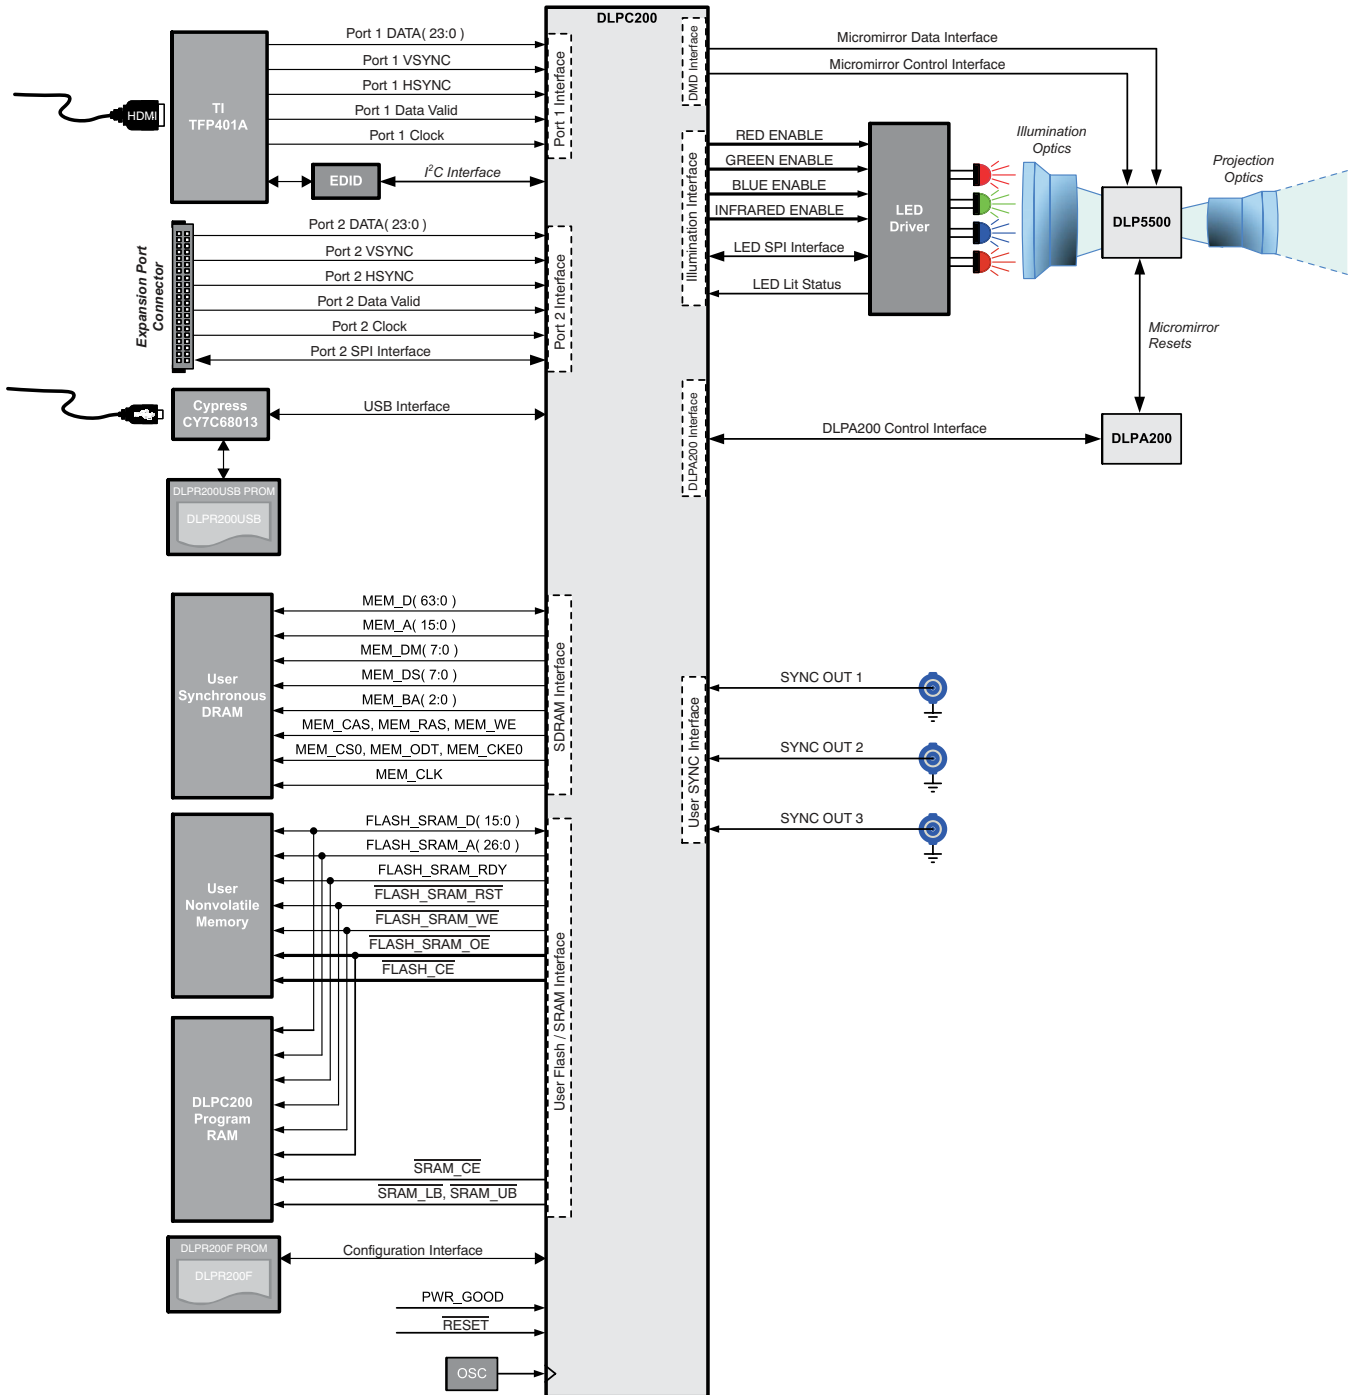 DLPC200
Port 1 DATA( 23:0 )
Port 1 VSYNC
Port 1 HSYNC
Port 1 Data Valid
Port 1 Clock
I²C Interface
HDMI
TI
TFP401A
EDID
Port 1 Interface
Expansion Port
Connector
Port 2 DATA( 23:0 )
Port 2 VSYNC
Port 2 HSYNC
Port 2 Data Valid
Port 2 Clock
Port 2 SPI Interface
Port 2 Interface
Cypress
CY7C68013
USB Interface
DLPR200USB PROM
DLPR200USB
User
Synchronous
DRAM
MEM_D( 63:0 )
MEM_A( 15:0 )
MEM_DM( 7:0 )
MEM_DS( 7:0 )
MEM_BA( 2:0 )
MEM_CAS, MEM_RAS, MEM_WE
MEM_CS0, MEM_ODT, MEM_CKE0
MEM_CLK
SDRAM Interface
User
Nonvolatile
Memory
FLASH_SRAM_D( 15:0 )
FLASH_SRAM_A( 26:0 )
FLASH_SRAM_RDY
FLASH_SRAM_RST
FLASH_SRAM_WE
FLASH_SRAM_OE
FLASH_CE
User Flash / SRAM Interface
DLPC200
Program
RAM
SRAM_CE
SRAM_LB, SRAM_UB
DLPR200F PROM
DLPR200F
Configuration Interface
PWR_GOOD
RESET
OSC
DMD Interface
Micromirror Data Interface
Micromirror Control Interface
Illumination Interface
RED ENABLE
GREEN ENABLE
BLUE ENABLE
INFRARED ENABLE
LED SPI Interface
LED Lit Status
LED
Driver
Illumination
Optics
DLP5500
Projection
Optics
Micromirror
Resets
DLPA200 Interface
DLPA200 Control Interface
DLPA200
User SYNC Interface
SYNC OUT 1
SYNC OUT 2
SYNC OUT 3